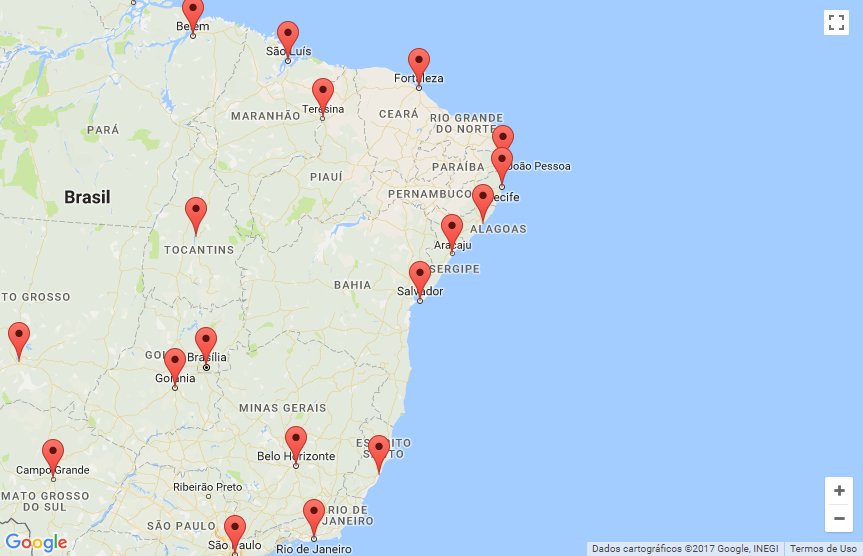 Belém
São Luís
Fortaleza
Teresina
MARANHÃO
CEARÁ
RIO GRANDE
DO NORTE
PARÁ
João Pessoa
PARAÍBA
PIAUÍ
PERNAMBUCO
Brasil
Recife
ALAGOAS
TOCANTINS
Aracaju
SERGIPE
BAHIA
Salvador
TO GROSSO
GOIÁS
Brasília
Goiânia
MINAS GERAIS
ESPÍRITO
SANTO
Belo Horizonte
Campo Grande
Ribeirão Preto
MATO GROSSO
DO SUL
RIO DE
JANEIRO
SÃO PAULO
São Paulo
Rio de Janeiro
Google
Dados cartográficos ©2017 Google, INEGI
Termos de Uso